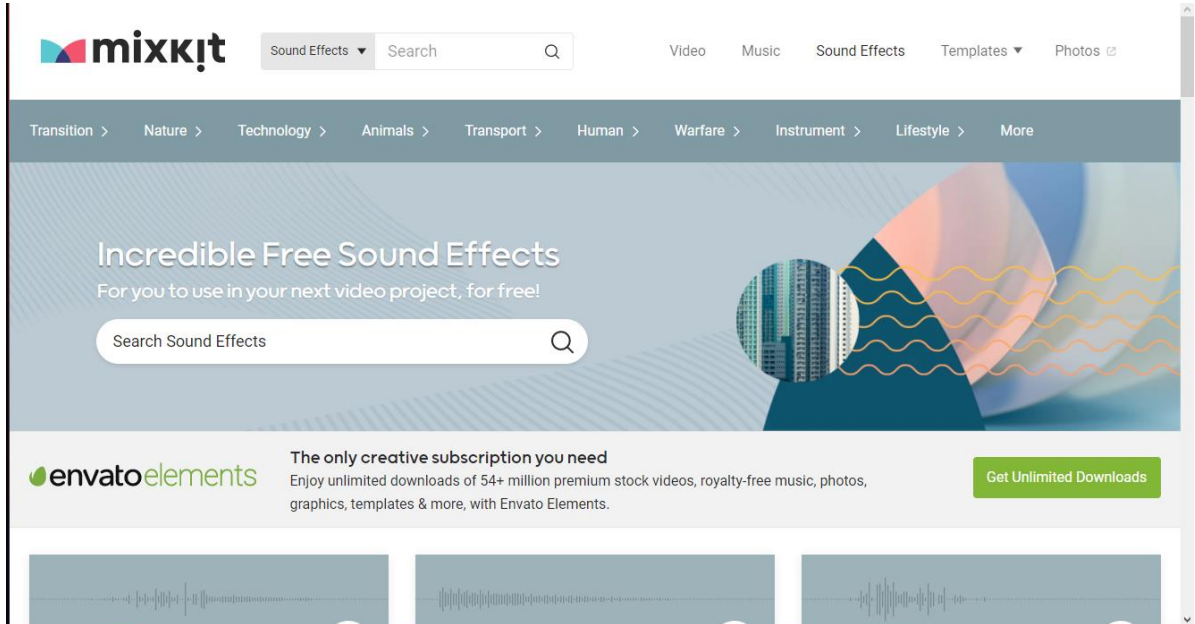 mixkit
Sound Effects ▼ Search
Video Music Sound Effects Templates ▼ Photos
Transition > Nature > Technology > Animals > Transport > Human > Warfare > Instrument > Lifestyle > More
Incredible Free Sound Effects
For you to use in your next video project, for free!
Search Sound Effects
envatoelements
The only creative subscription you need
Enjoy unlimited downloads of 54+ million premium stock videos, royalty-free music, photos,
graphics, templates & more, with Envato Elements.
Get Unlimited Downloads